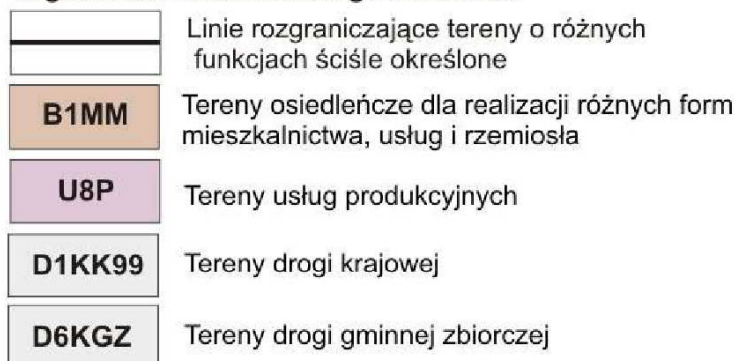 Linie rozgraniczające tereny o różnych
funkcjach ściśle określone
B1MM
Tereny osiedleńcze dla realizacji różnych form
mieszkalnictwa, usług i rzemiosła
U8P
Tereny usług produkcyjnych
D1KK99
Tereny drogi krajowej
D6KGZ
Tereny drogi gminnej zbiorczej